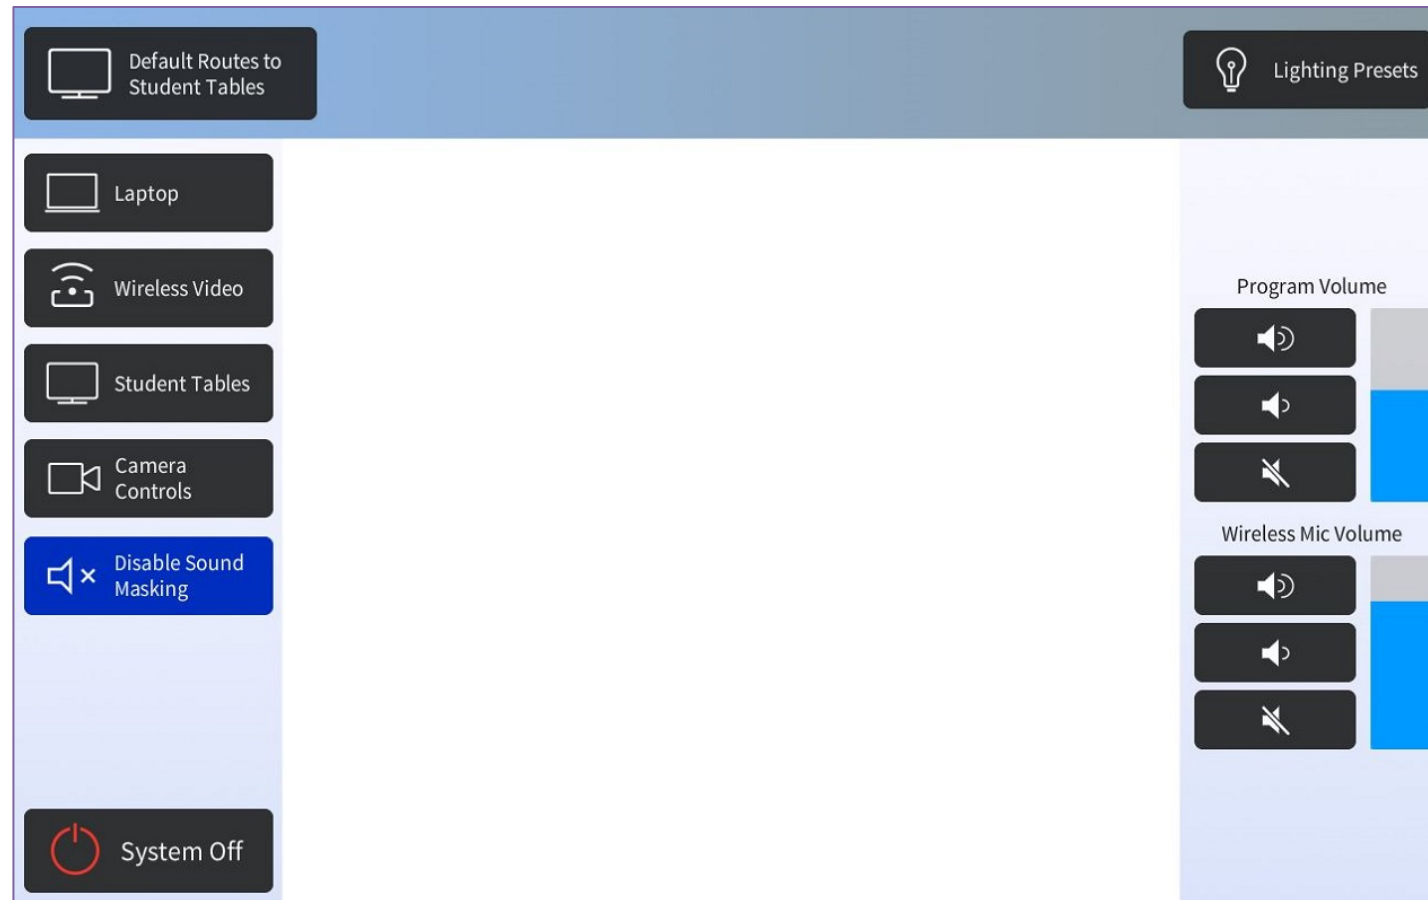 Default Routes to
Student Tables
Lighting Presets
Laptop
Wireless Video
Student Tables
Camera
Controls
Disable Sound
Masking
System Off
Program Volume
Wireless Mic Volume